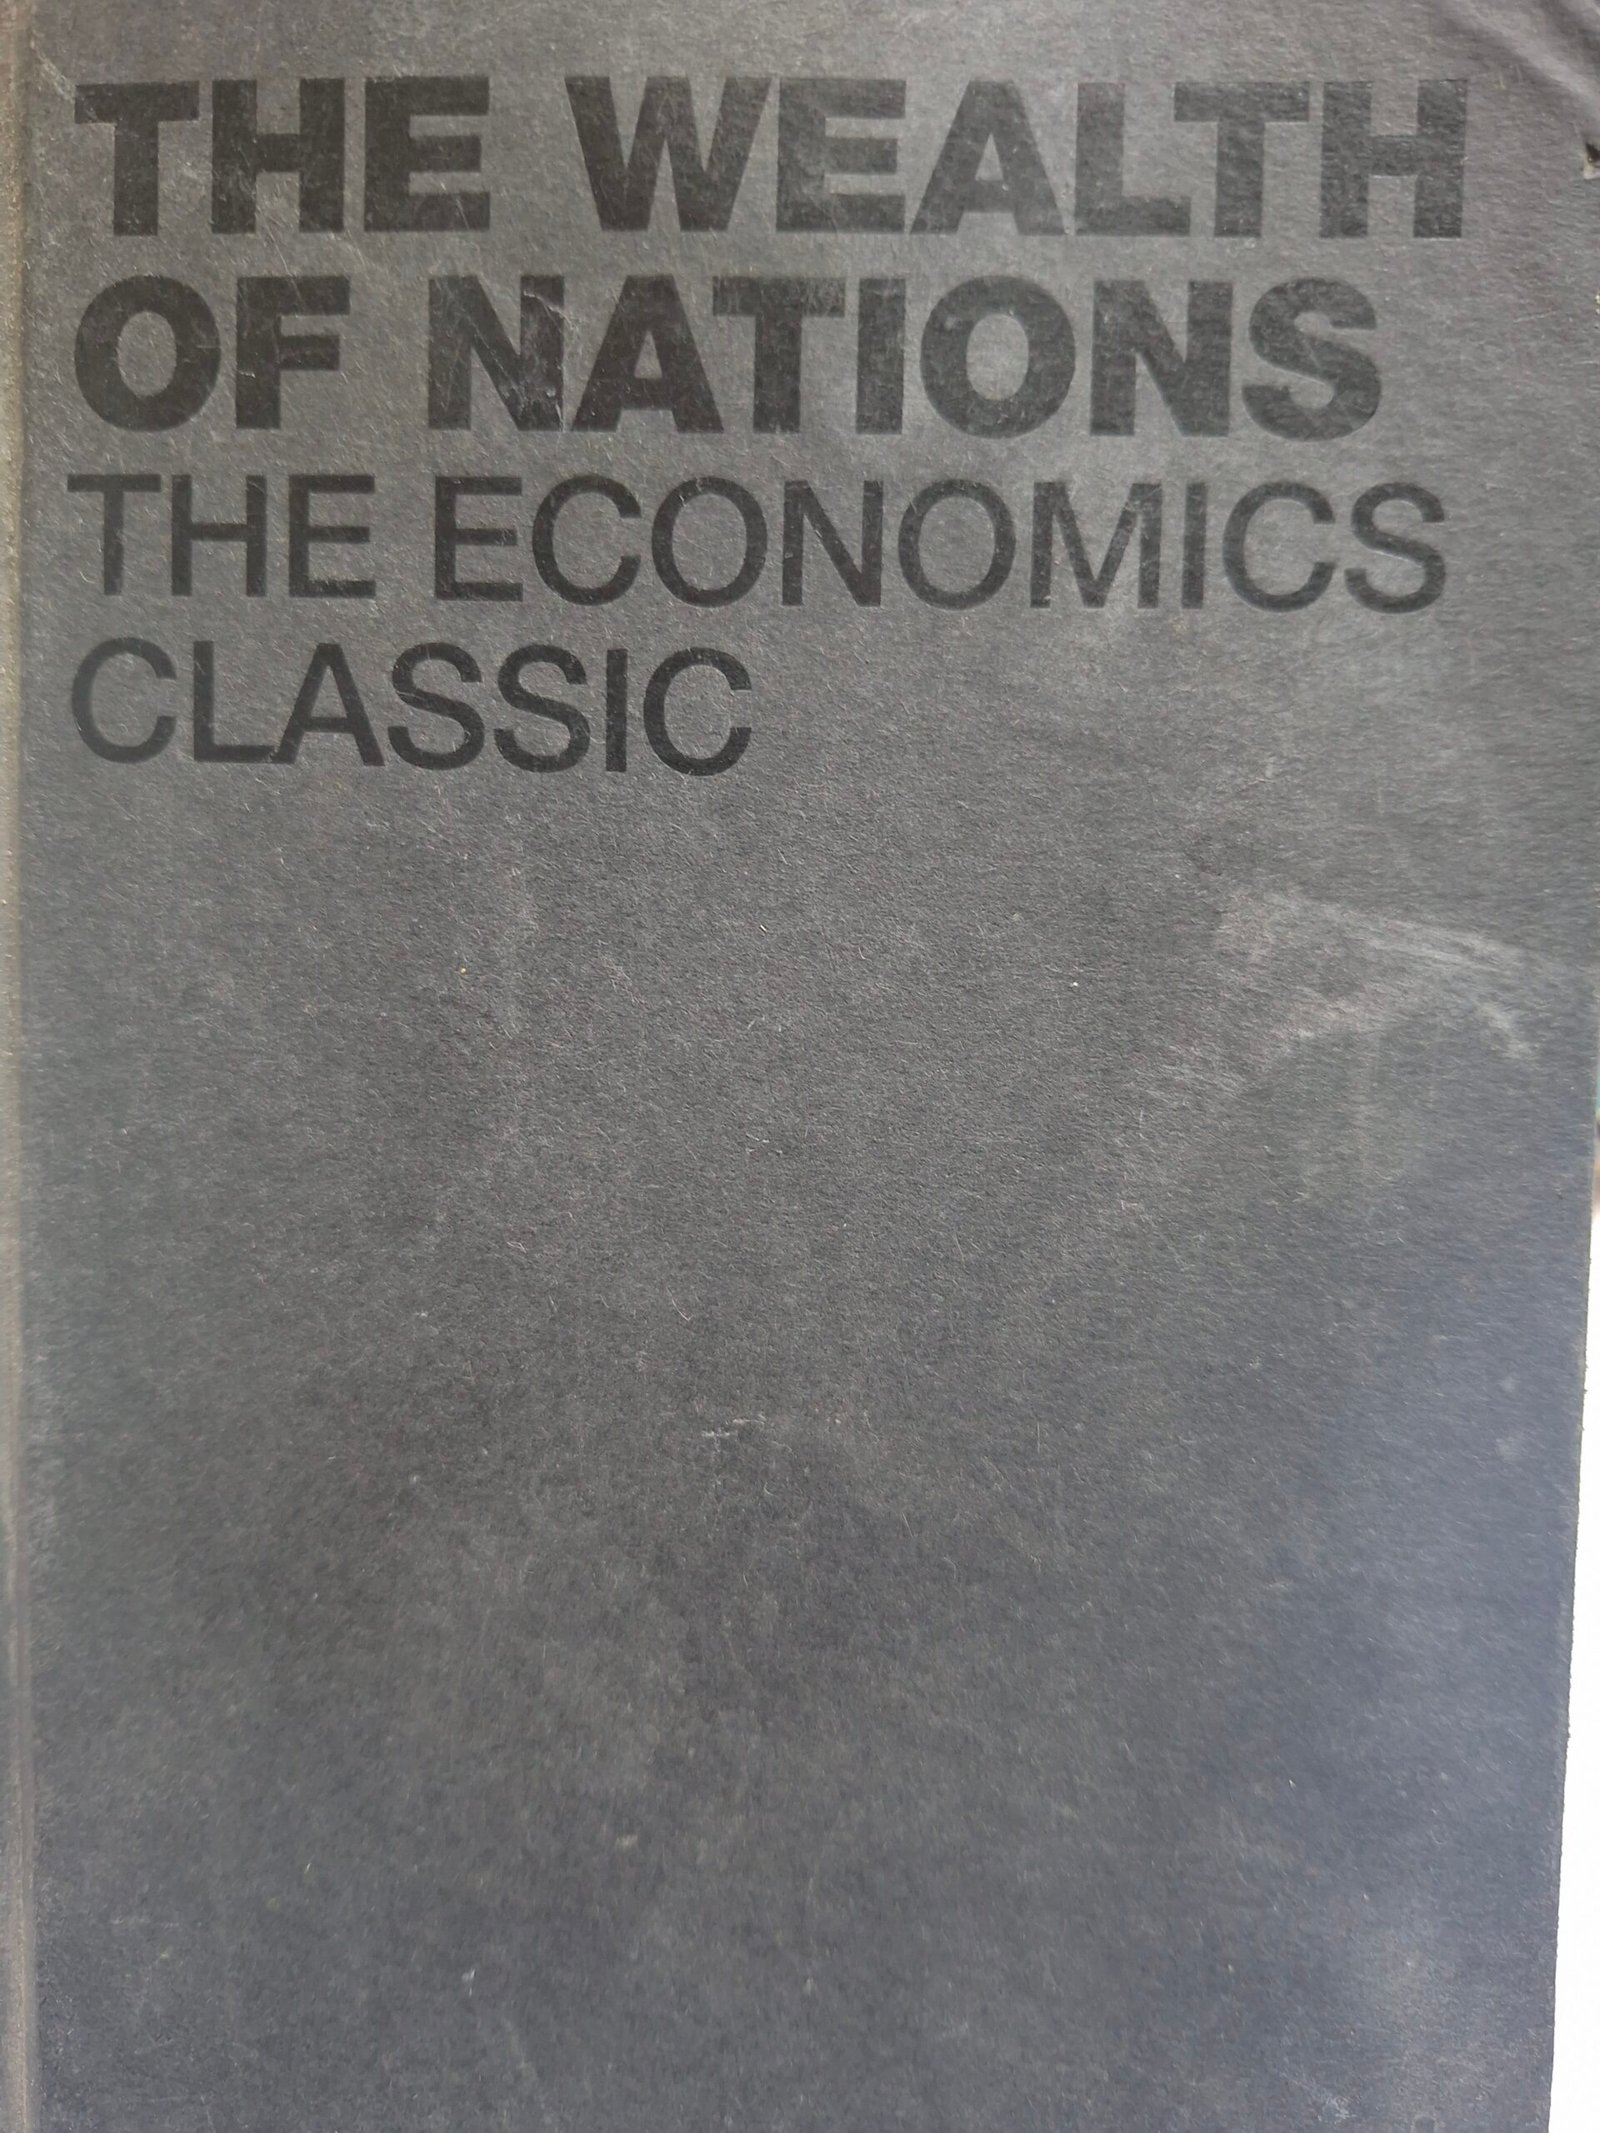 THE WEALTH
OF NATIONS
THE ECONOMICS
CLASSIC